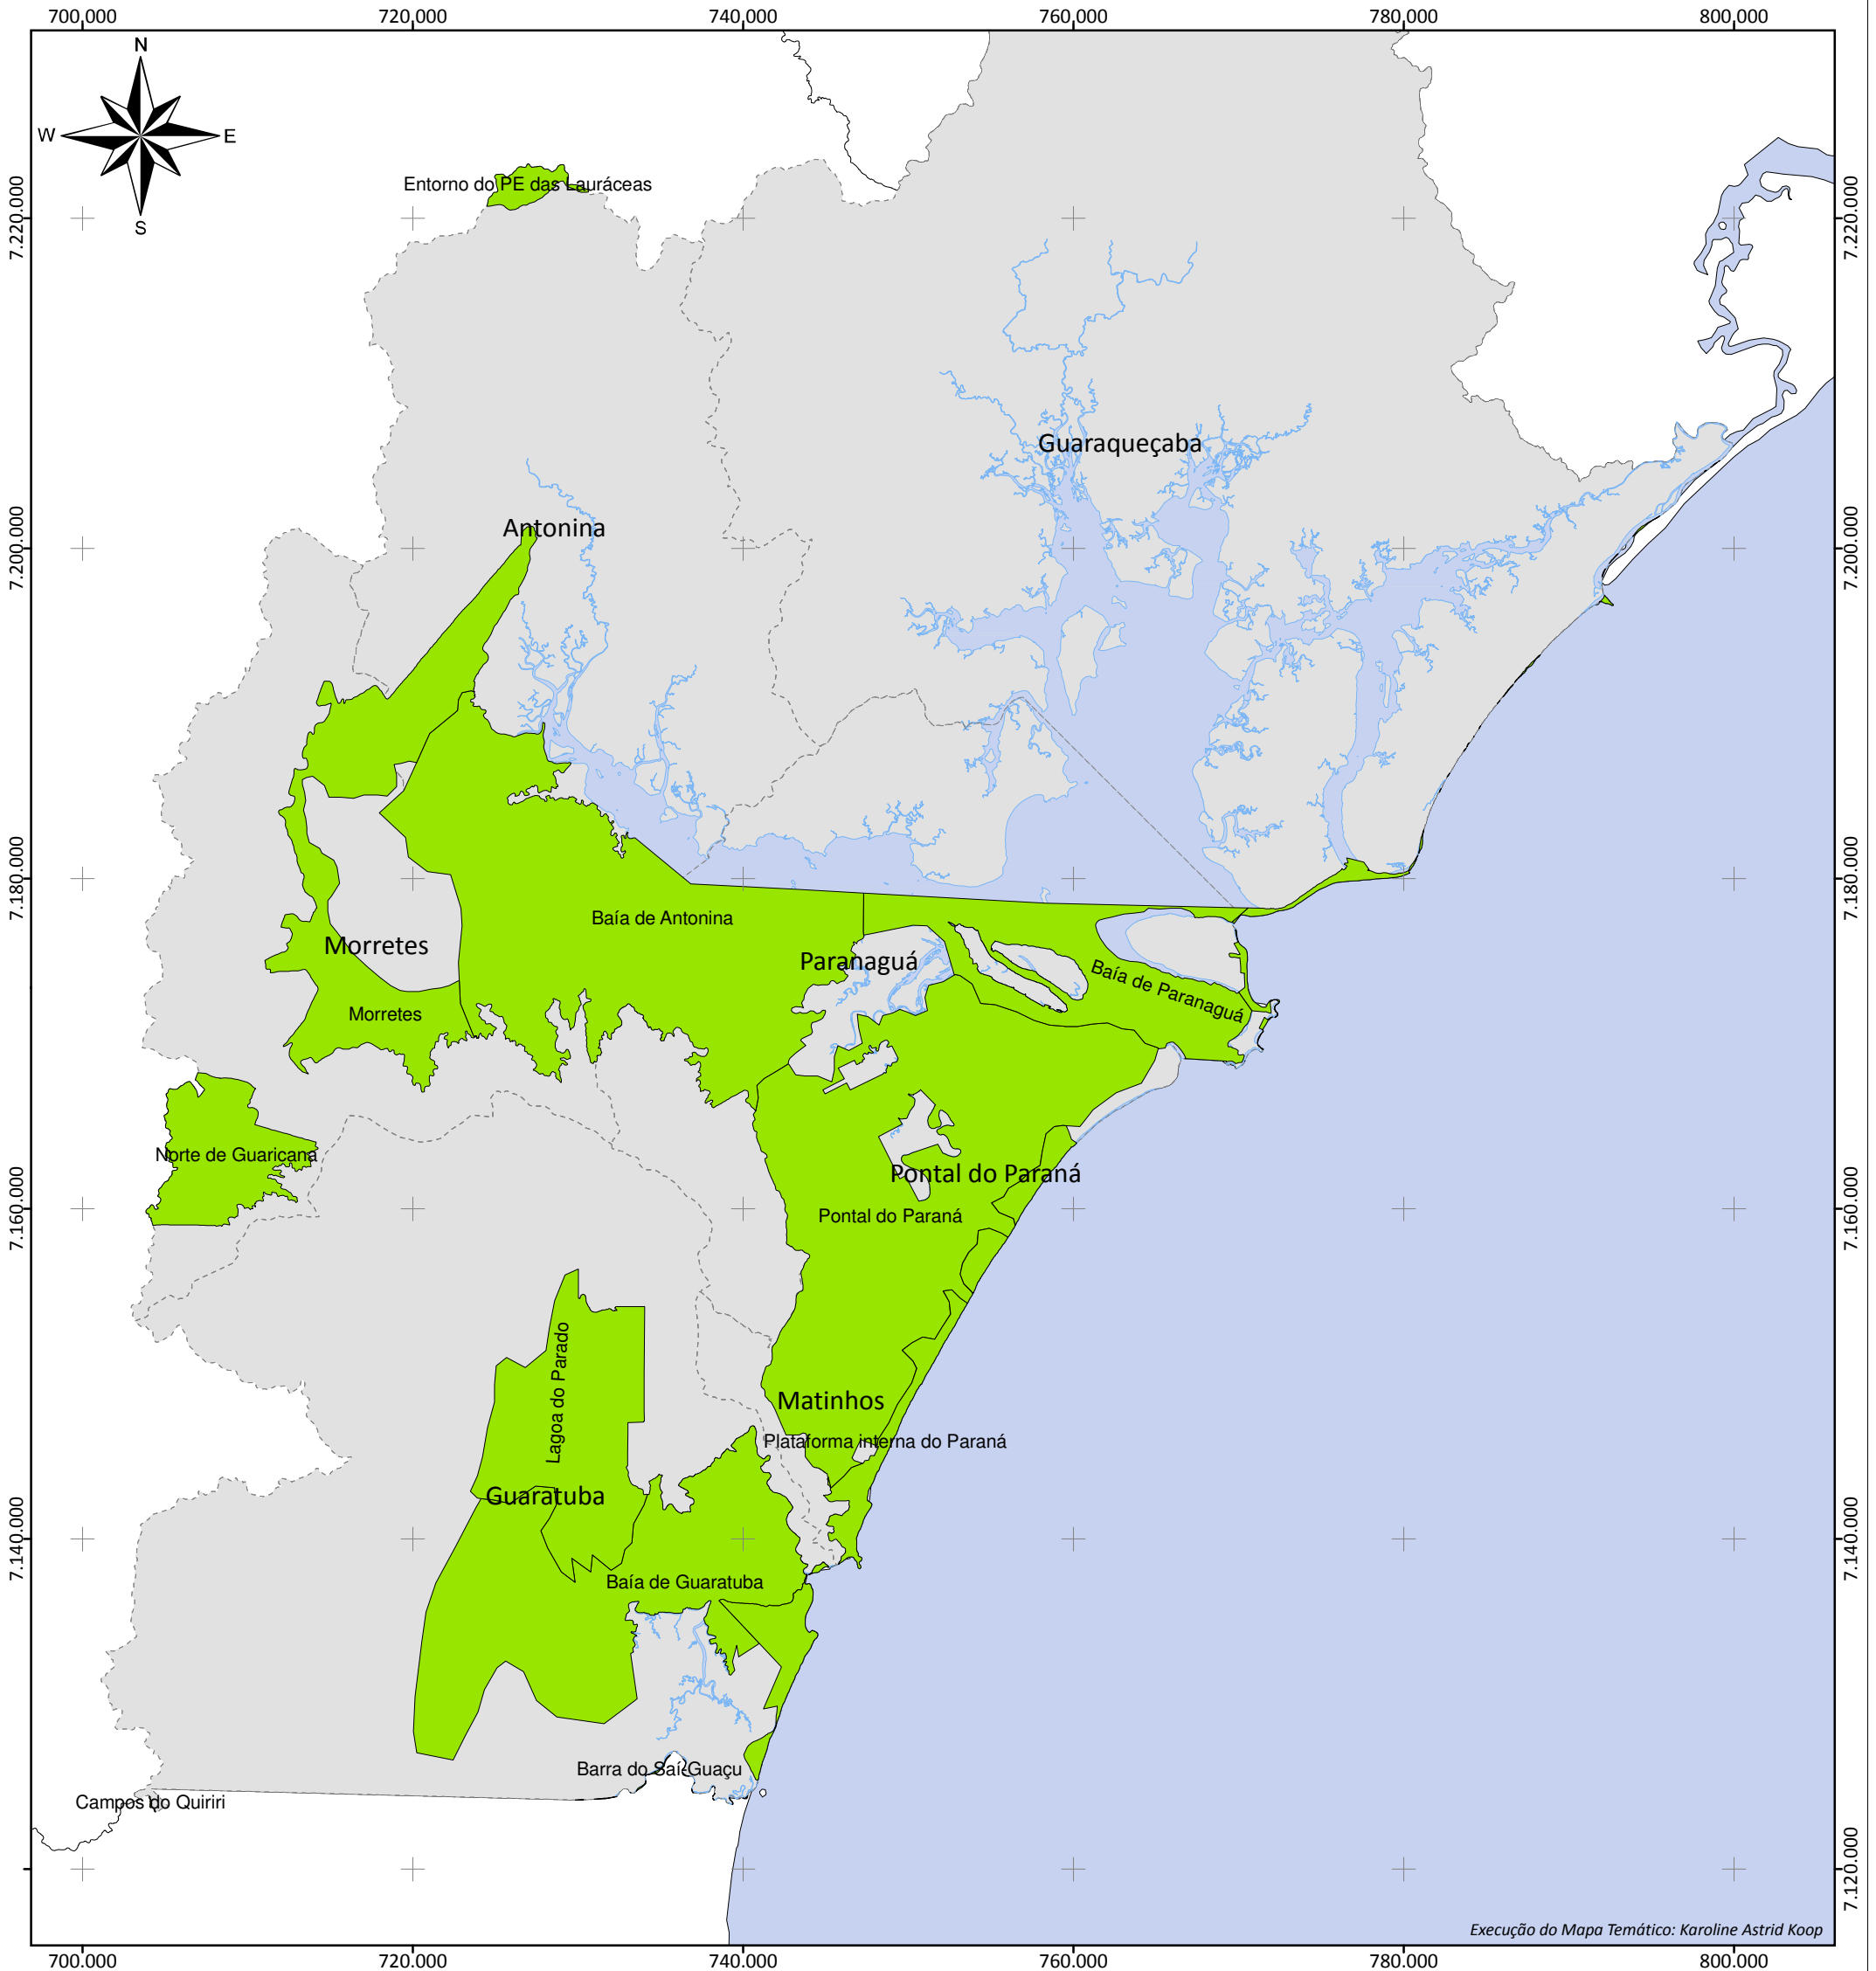 700.000 720.000 740.000 760.000 780.000 800.000
N
W E
S
Entorno do PE das Lauráceas
7.220.000 7.220.000
Guaraqueçaba
Antonina
7.200.000 7.200.000
7.180.000 7.180.000
Baía de Antonina
Morretes
Paranaguá
Baía de Paranaguá
Morretes
Norte de Guaricana
Pontal do Paraná
7.160.000 7.160.000
Pontal do Paraná
Lagoa do Parado
Matinhos
Plataforma interna do Paraná
Guaratuba
7.140.000 7.140.000
Baía de Guaratuba
Barra do Saí-Guaçu
Campos do Quiriri
7.120.000 7.120.000
Execução do Mapa Temático: Karoline Astrid Koop
700.000 720.000 740.000 760.000 780.000 800.000